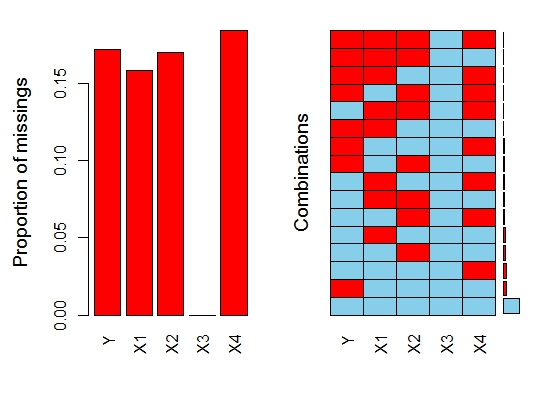 Proportion of missings
0.15
0.10
0.05
0.00
Y X1 X2 X3 X4
Combinations
Y X1 X2 X3 X4